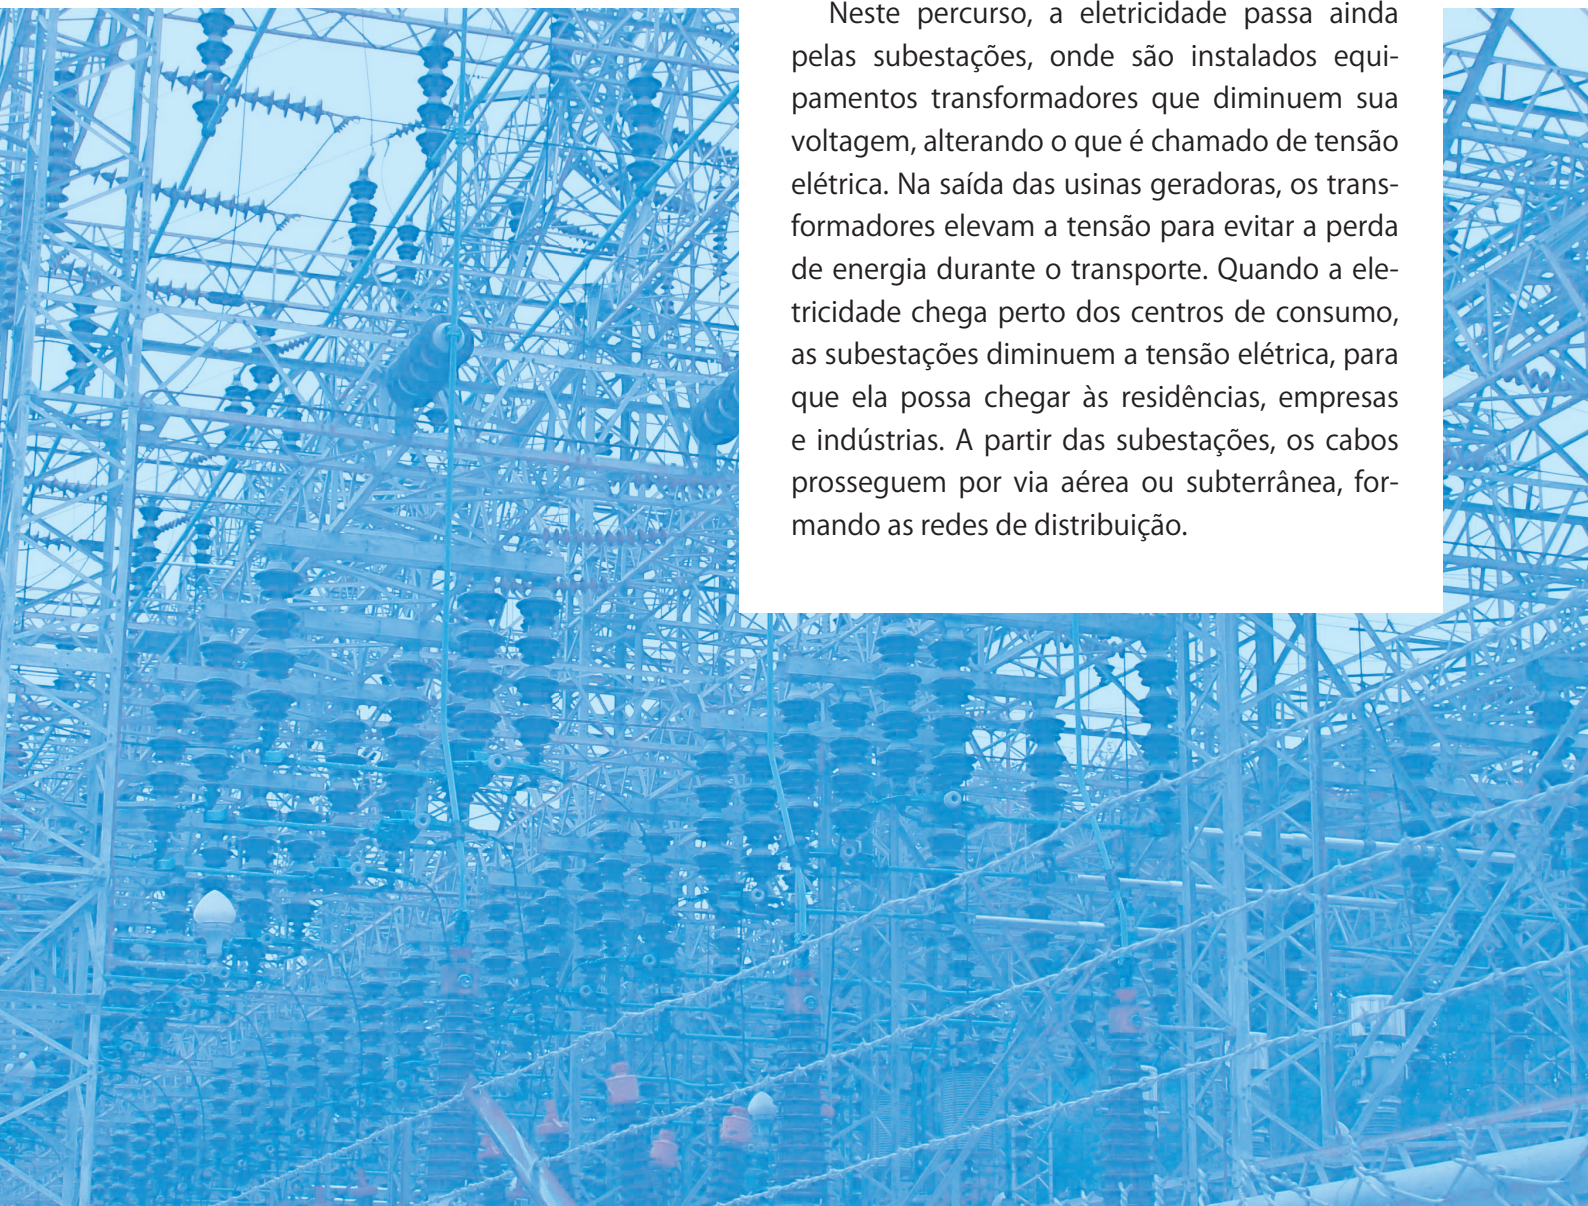 Neste percurso, a eletricidade passa ainda
pelas subestações, onde são instalados equi-
pamentos transformadores que diminuem sua
voltagem, alterando o que é chamado de tensão
elétrica. Na saída das usinas geradoras, os trans-
formadores elevam a tensão para evitar a perda
de energia durante o transporte. Quando a ele-
tricidade chega perto dos centros de consumo,
as subestações diminuem a tensão elétrica, para
que ela possa chegar às residências, empresas
e indústrias. A partir das subestações, os cabos
prosseguem por via aérea ou subterrânea, for-
mando as redes de distribuição.